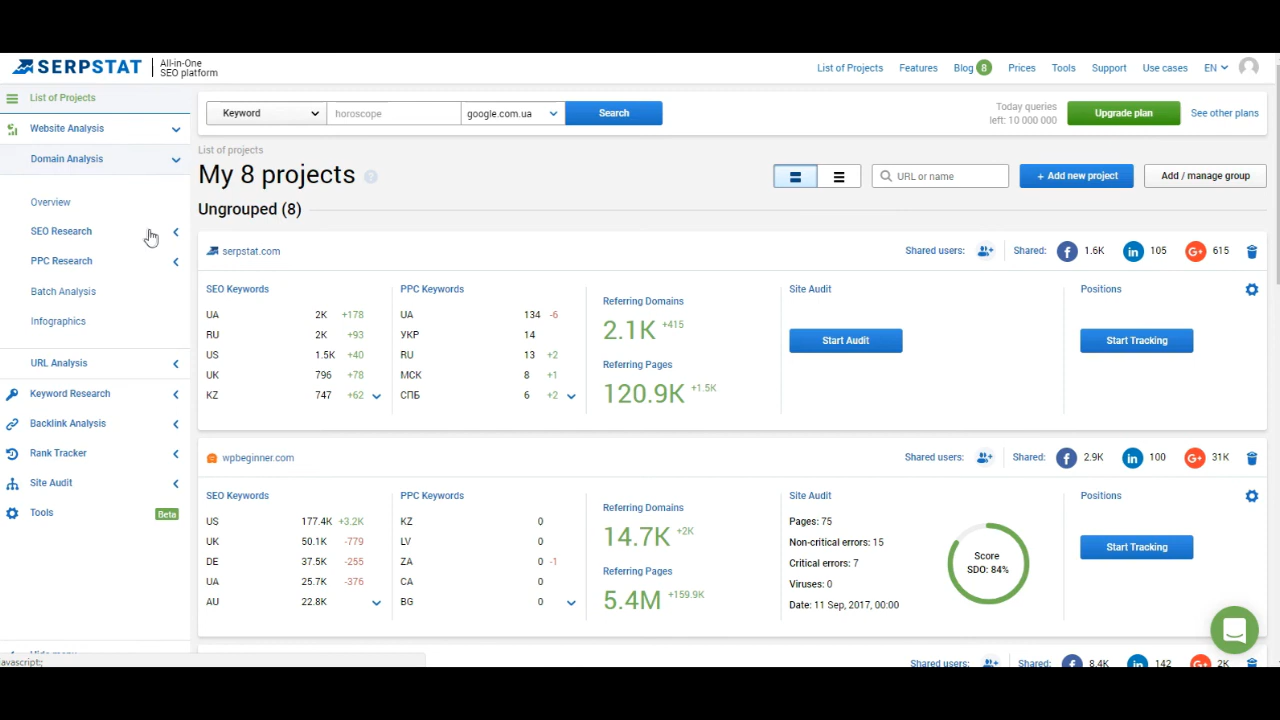 SERPSTAT
All-in-One
SEO platform
List of Projects
Features
Blog 8
Prices
Tools
Support
Use cases
EN
List of Projects
Website Analysis
Domain Analysis
Overview
SEO Research
PPC Research
Batch Analysis
Infographics
URL Analysis
Keyword Research
Backlink Analysis
Rank Tracker
Site Audit
Tools Beta
avascript:;
Keyword
horoscope
google.com.ua
Search
Today queries
left: 10 000 000
Upgrade plan
See other plans
List of projects
My 8 projects ?
URL or name
+ Add new project
Add / manage group
Ungrouped (8)
serpstat.com
Shared users:
Shared: f 1.6K in 105 G+ 615
SEO Keywords
UA 2K +178
RU 2K +93
US 1.5K +40
UK 796 +78
KZ 747 +62
PPC Keywords
UA 134 -6
УКР 14
RU 13 +2
МСК 8 +1
СПБ 6 +2
Referring Domains
2.1K +415
Referring Pages
120.9K +1.5K
Site Audit
Start Audit
Positions
Start Tracking
wpbeginner.com
Shared users:
Shared: f 2.9K in 100 G+ 31K
SEO Keywords
US 177.4K +3.2K
UK 50.1K -779
DE 37.5K -255
UA 25.7K -376
AU 22.8K
PPC Keywords
KZ 0
LV 0
ZA 0 -1
CA 0
BG 0
Referring Domains
14.7K +2K
Referring Pages
5.4M +159.9K
Site Audit
Pages: 75
Non-critical errors: 15
Critical errors: 7
Viruses: 0
Date: 11 Sep, 2017, 00:00
Score
SDO: 84%
Positions
Start Tracking
Shared users:
Shared: f 8.4K in 142 G+ 2K